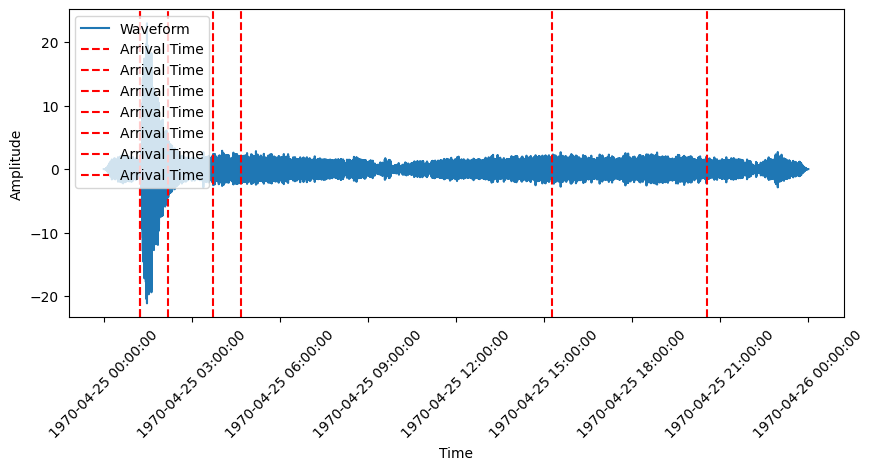 Waveform
Arrival Time
Arrival Time
Arrival Time
Arrival Time
Arrival Time
Arrival Time
Arrival Time
Amplitude
20
10
0
−10
−20
1970-04-25 00:00:00
1970-04-25 03:00:00
1970-04-25 06:00:00
1970-04-25 09:00:00
1970-04-25 12:00:00
1970-04-25 15:00:00
1970-04-25 18:00:00
1970-04-25 21:00:00
1970-04-26 00:00:00
Time